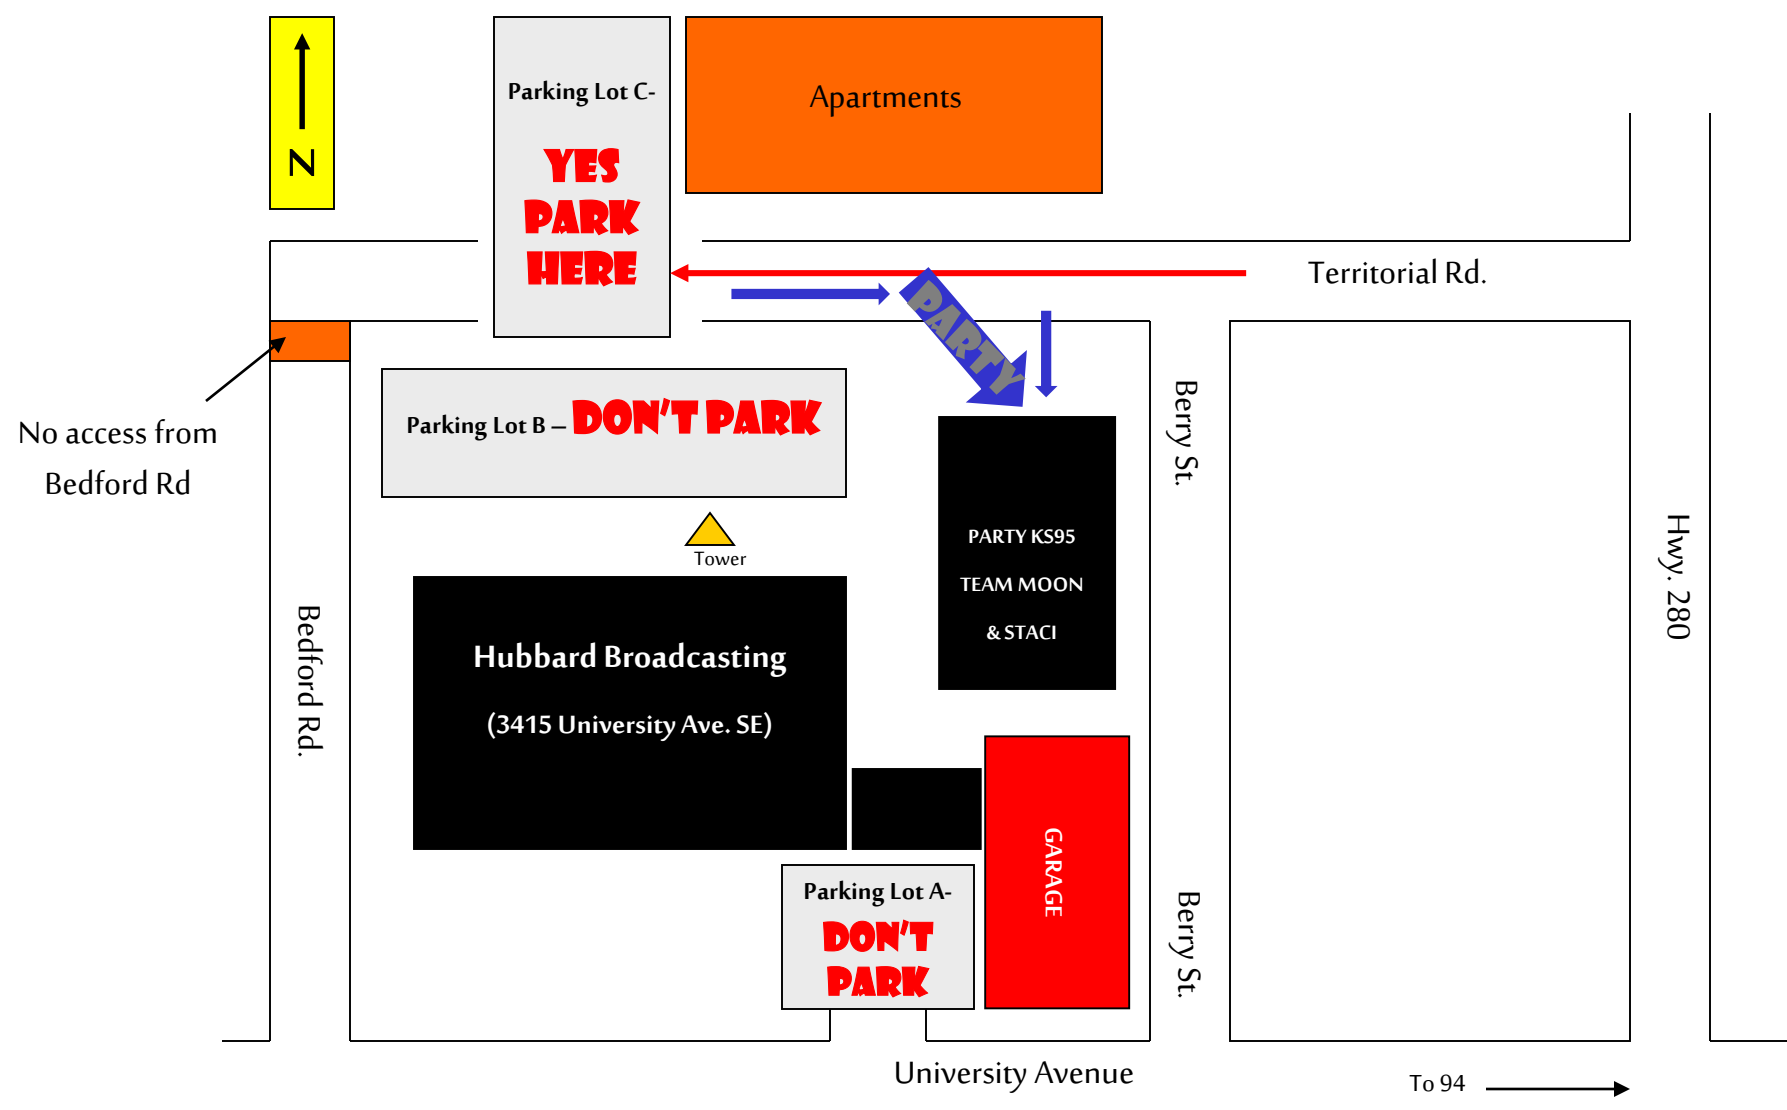 N
Parking Lot C-
YES
PARK
HERE
Apartments
Territorial Rd.
PARTY
No access from
Bedford Rd
Parking Lot B – DON'T PARK
Berry St.
Tower
PARTY KS95
TEAM MOON
& STACI
Hwy. 280
Bedford Rd.
Hubbard Broadcasting
(3415 University Ave. SE)
GARAGE
Parking Lot A-
DON'T
PARK
Berry St.
University Avenue
To 94